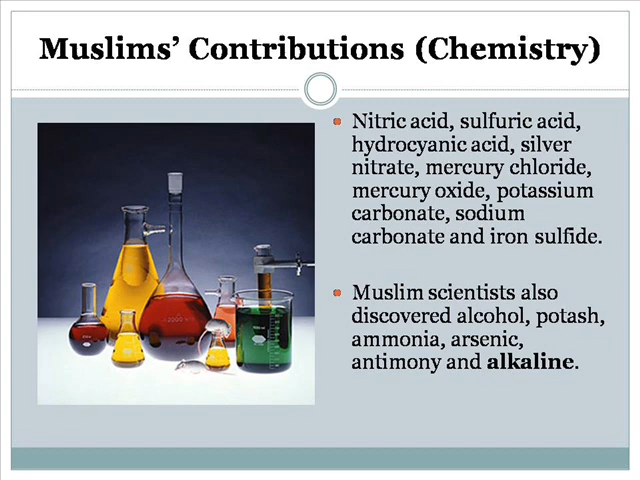 Muslims’ Contributions (Chemistry)
Nitric acid, sulfuric acid,
hydrocyanic acid, silver
nitrate, mercury chloride,
mercury oxide, potassium
carbonate, sodium
carbonate and iron sulfide.
Muslim scientists also
discovered alcohol, potash,
ammonia, arsenic,
antimony and alkaline.